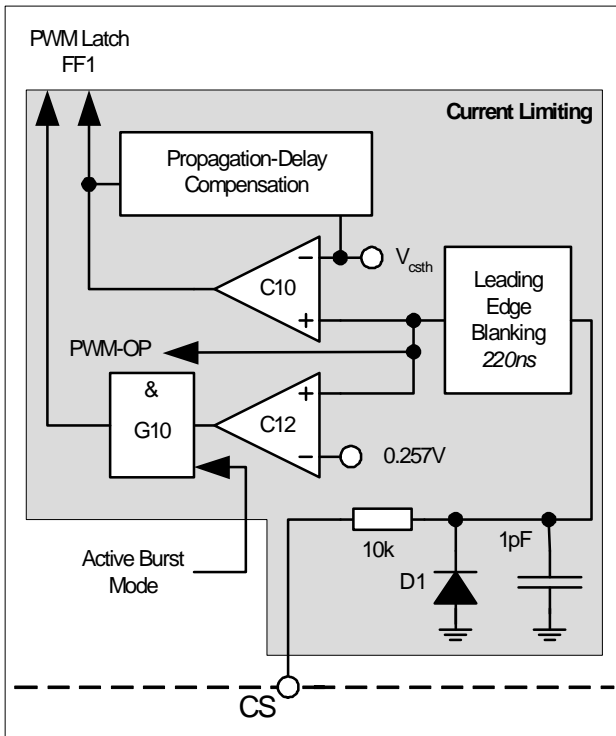 PWM Latch
FF1
Current Limiting
Propagation-Delay
Compensation
Vcsth
C10
Leading
Edge
Blanking
220ns
PWM-OP
&
G10
C12
0.257V
10k
1pF
D1
Active Burst
Mode
CS